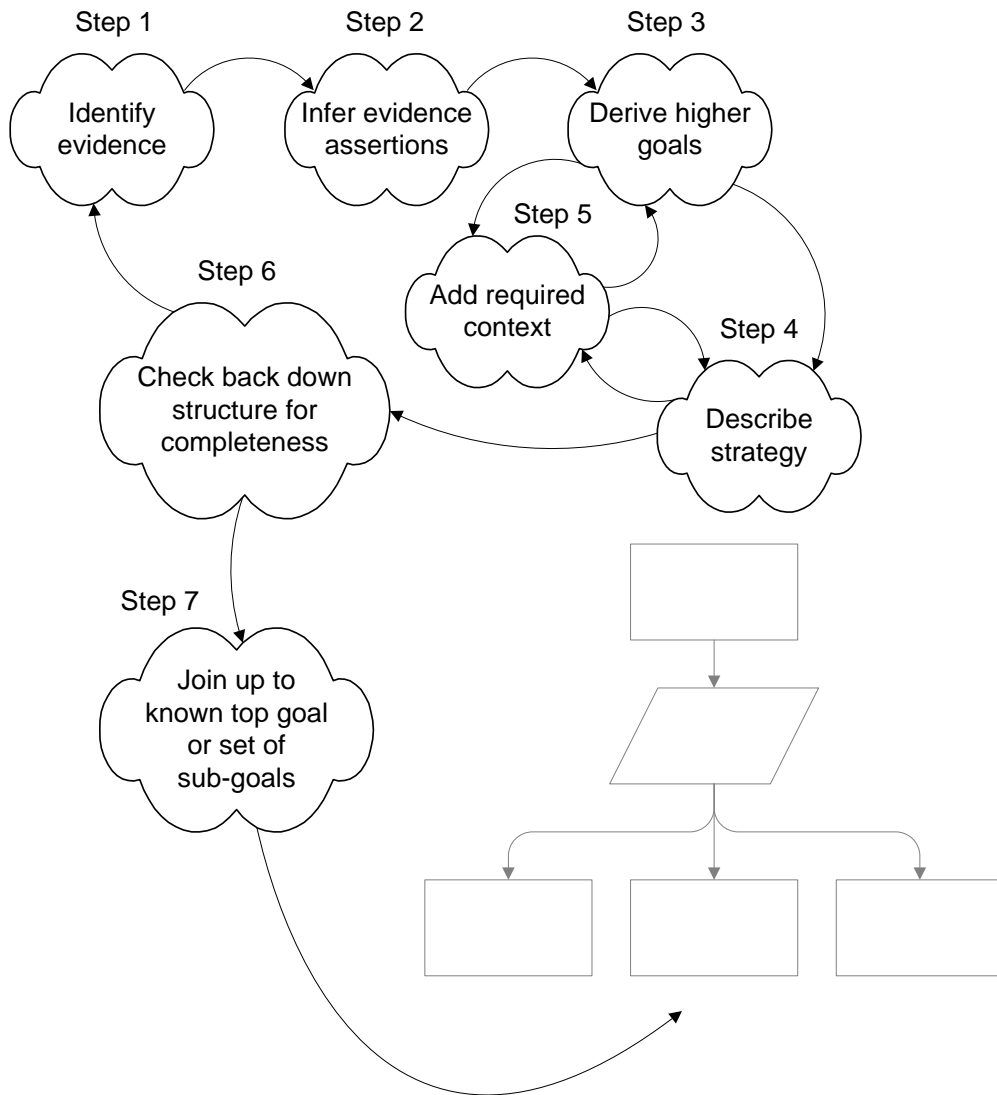 Step 1
Identify
evidence
Step 2
Infer evidence
assertions
Step 3
Derive higher
goals
Step 5
Add required
context
Step 4
Describe
strategy
Step 6
Check back down
structure for
completeness
Step 7
Join up to
known top goal
or set of
sub-goals